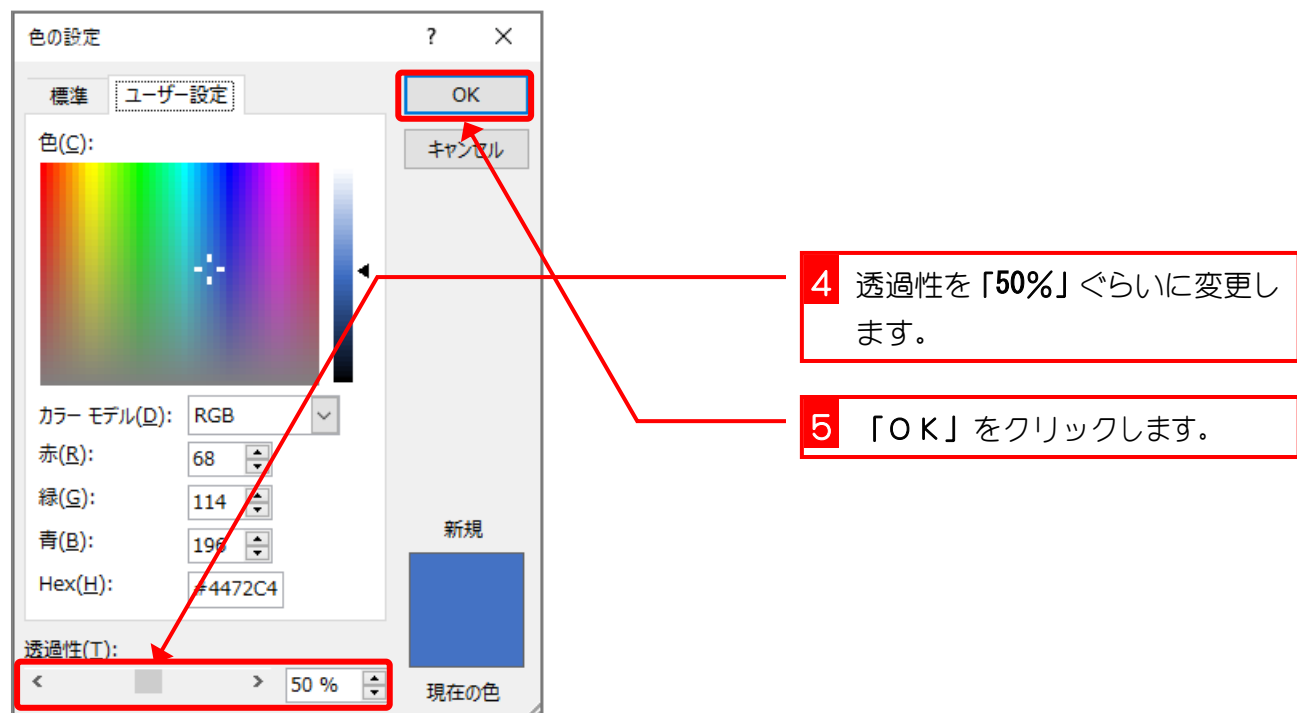 色の設定 ? ×
標準 ユーザー設定
OK
キャンセル
色(C):
カラー モデル(D): RGB
赤(R): 68
緑(G): 114
青(B): 196
Hex(H): #4472C4
透過性(T):
50 %
新規
現在の色
4 透過性を「50%」ぐらいに変更し
ます。
5 「OK」をクリックします。